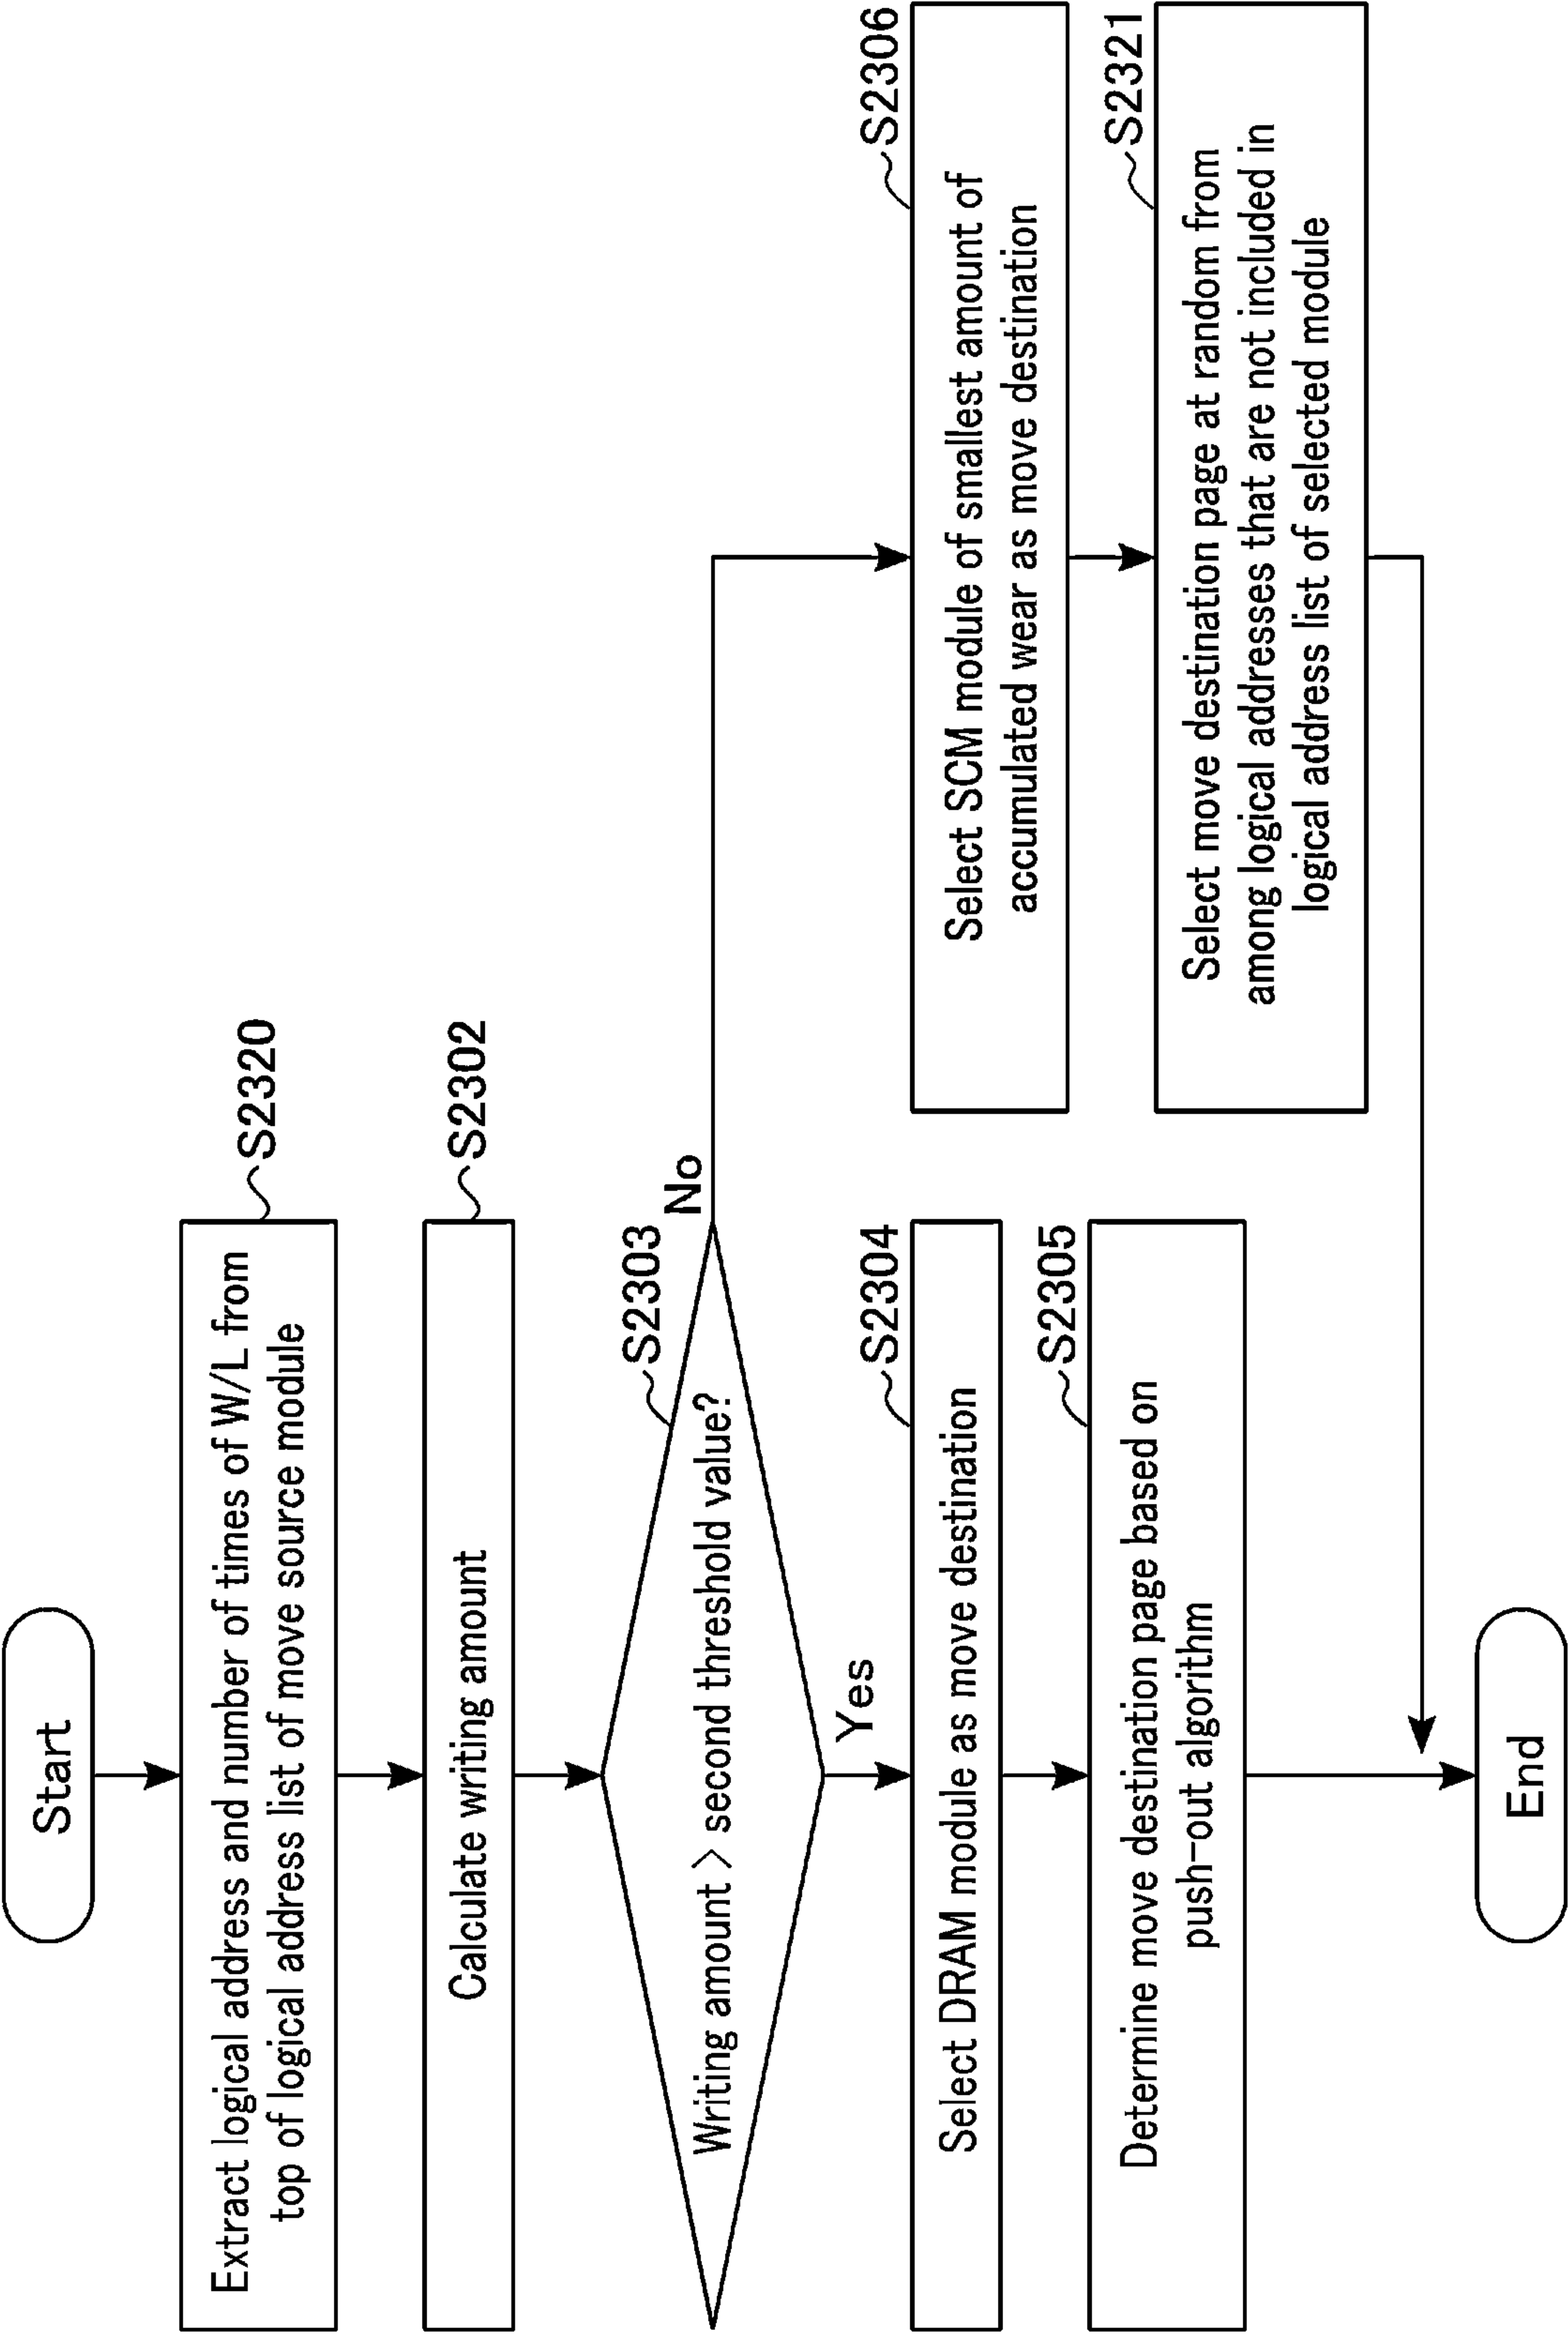 Start
S2320
Extract logical address and number of times of W/L from
top of logical address list of move source module
S2302
Calculate writing amount
S2303
Writing amount > second threshold value?
No
Yes
S2304
Select DRAM module as move destination
S2305
Determine move destination page based on
push-out algorithm
S2306
Select SCM module of smallest amount of
accumulated wear as move destination
S2321
Select move destination page at random from
among logical addresses that are not included in
logical address list of selected module
End